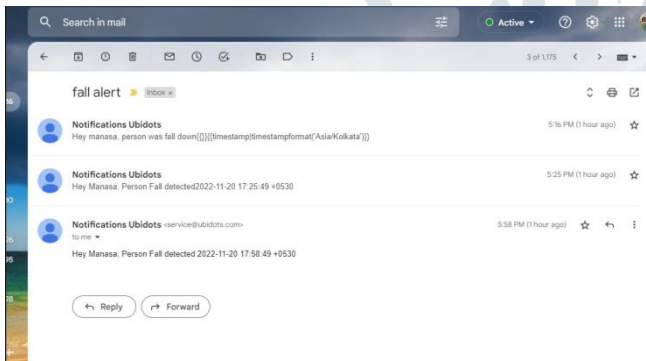 Search in mail
Active
3 of 1,175
fall alert
Inbox x
Notifications Ubidots
5:16 PM (1 hour ago)
Hey manasa, person was fall down[{}]{{timestamp|timestampformat('Asia/Kolkata')}}
Notifications Ubidots
5:25 PM (1 hour ago)
Hey Manasa, Person Fall detected2022-11-20 17:25:49 +0530
Notifications Ubidots <service@ubidots.com>
5:58 PM (1 hour ago)
to me
Hey Manasa, Person Fall detected 2022-11-20 17:58:49 +0530
Reply
Forward